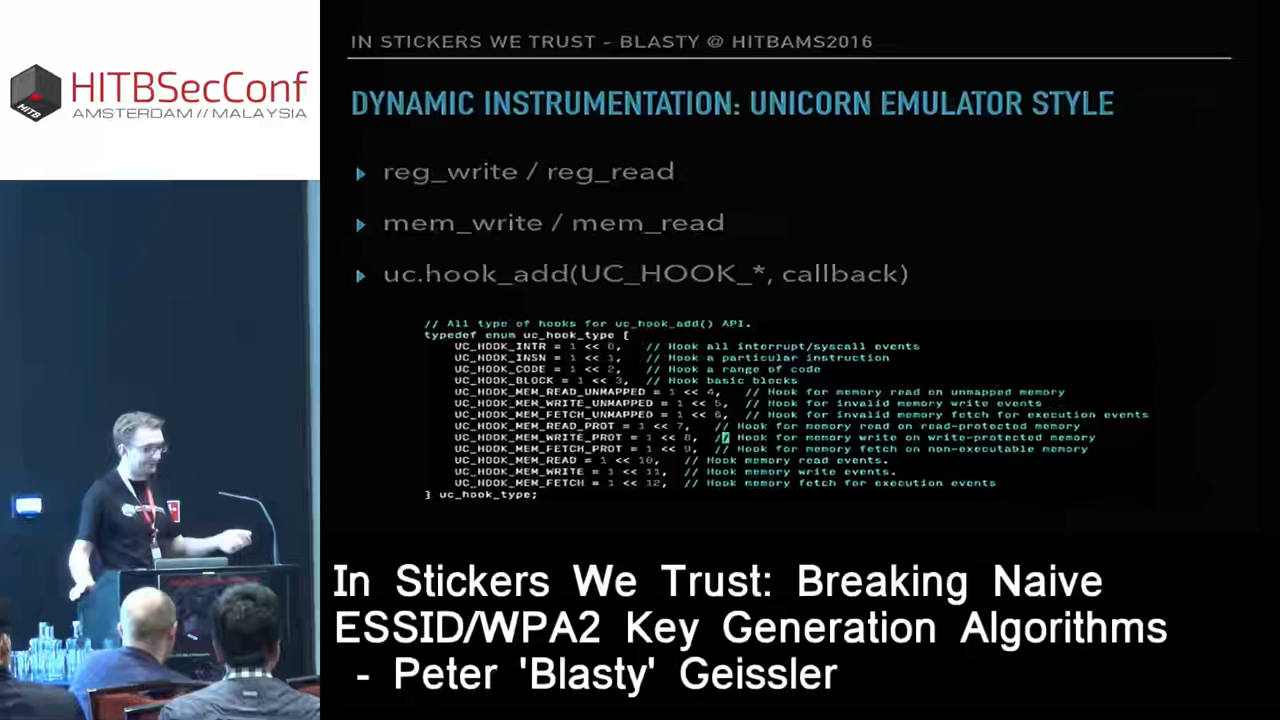 HITBSecConf
AMSTERDAM // MALAYSIA
HITB
IN STICKERS WE TRUST - BLASTY @ HITBAMS2016
DYNAMIC INSTRUMENTATION: UNICORN EMULATOR STYLE
reg_write / reg_read
mem_write / mem_read
uc.hook_add(UC_HOOK_*, callback)
// All type of hooks for uc_hook_add() API.
typedef enum uc_hook_type {
UC_HOOK_INTR = 1 << 0, // Hook all interrupt/syscall events
UC_HOOK_INSN = 1 << 1, // Hook a particular instruction
UC_HOOK_CODE = 1 << 2, // Hook a range of code
UC_HOOK_BLOCK = 1 << 3, // Hook basic blocks
UC_HOOK_MEM_READ_UNMAPPED = 1 << 4, // Hook for memory read on unmapped memory
UC_HOOK_MEM_WRITE_UNMAPPED = 1 << 5, // Hook for invalid memory write events
UC_HOOK_MEM_FETCH_UNMAPPED = 1 << 6, // Hook for invalid memory fetch for execution events
UC_HOOK_MEM_READ_PROT = 1 << 7, // Hook for memory read on read-protected memory
UC_HOOK_MEM_WRITE_PROT = 1 << 8, // Hook for memory write on write-protected memory
UC_HOOK_MEM_FETCH_PROT = 1 << 9, // Hook for memory fetch on non-executable memory
UC_HOOK_MEM_READ = 1 << 10, // Hook memory read events.
UC_HOOK_MEM_WRITE = 1 << 11, // Hook memory write events.
UC_HOOK_MEM_FETCH = 1 << 12, // Hook memory fetch for execution events
} uc_hook_type;
In Stickers We Trust: Breaking Naive
ESSID/WPA2 Key Generation Algorithms
- Peter 'Blasty' Geissler